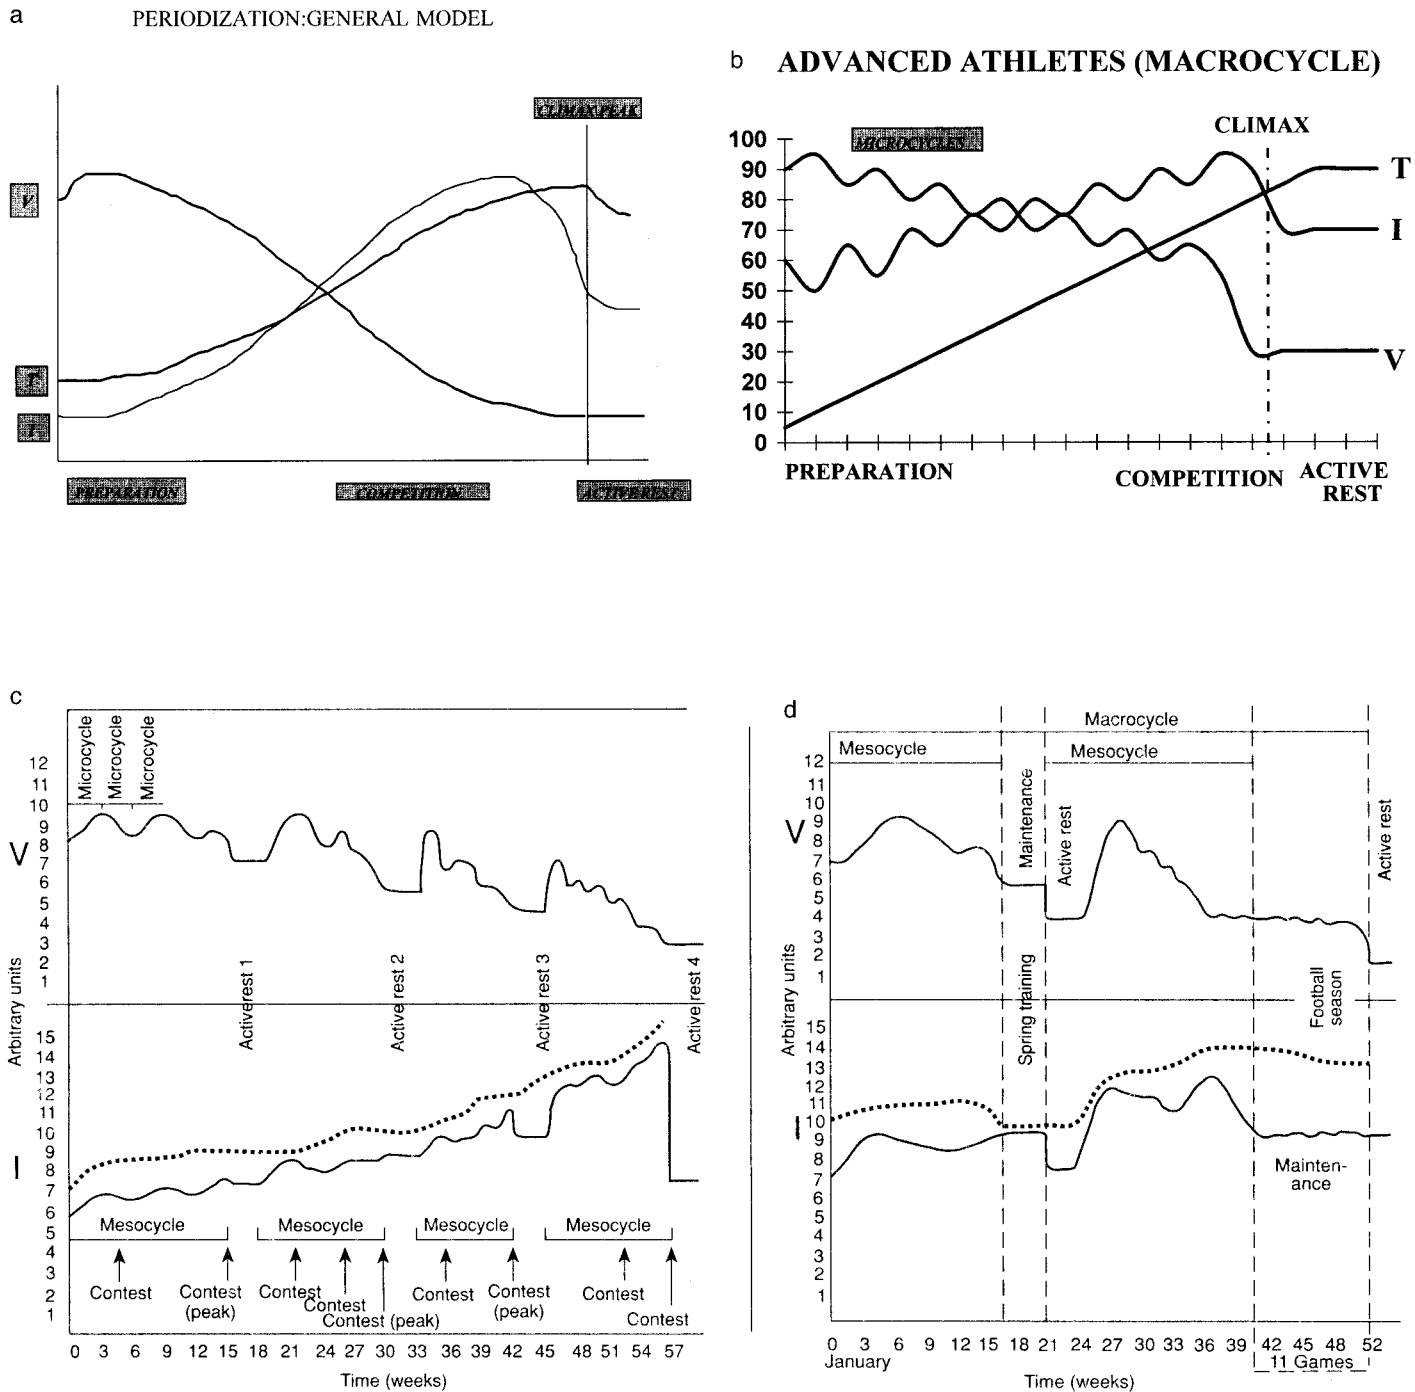 a
PERIODIZATION:GENERAL MODEL
CLIMAX/PEAK
V
T
I
PREPARATION
COMPETITION
ACTIVE REST
b
ADVANCED ATHLETES (MACROCYCLE)
MICROCYCLES
CLIMAX
100
90
80
70
60
50
40
30
20
10
0
T
I
V
PREPARATION
COMPETITION
ACTIVE
REST
c
Microcycle
Microcycle
Microcycle
12
11
10
9
8
7
6
5
4
3
2
1
V
Arbitrary units
Activerest 1
Active rest 2
Active rest 3
Active rest 4
15
14
13
12
11
10
9
8
7
6
5
4
3
2
1
I
Mesocycle
Mesocycle
Mesocycle
Mesocycle
Contest
Contest
(peak)
Contest
Contest
Contest (peak)
Contest
Contest
(peak)
Contest
Contest
0 3 6 9 12 15 18 21 24 27 30 33 36 39 42 45 54 57
Time (weeks)
d
Macrocycle
Mesocycle
Mesocycle
12
11
10
9
8
7
6
5
4
3
2
1
V
Maintenance
Active rest
Active rest
Arbitrary units
Spring training
Football
season
15
14
13
12
11
10
9
8
7
6
5
4
3
2
1
I
Mainten-
ance
0 3 6 9 12 15 18 21 24 27 33 36 39 42 45 48 52
January
11 Games
Time (weeks)